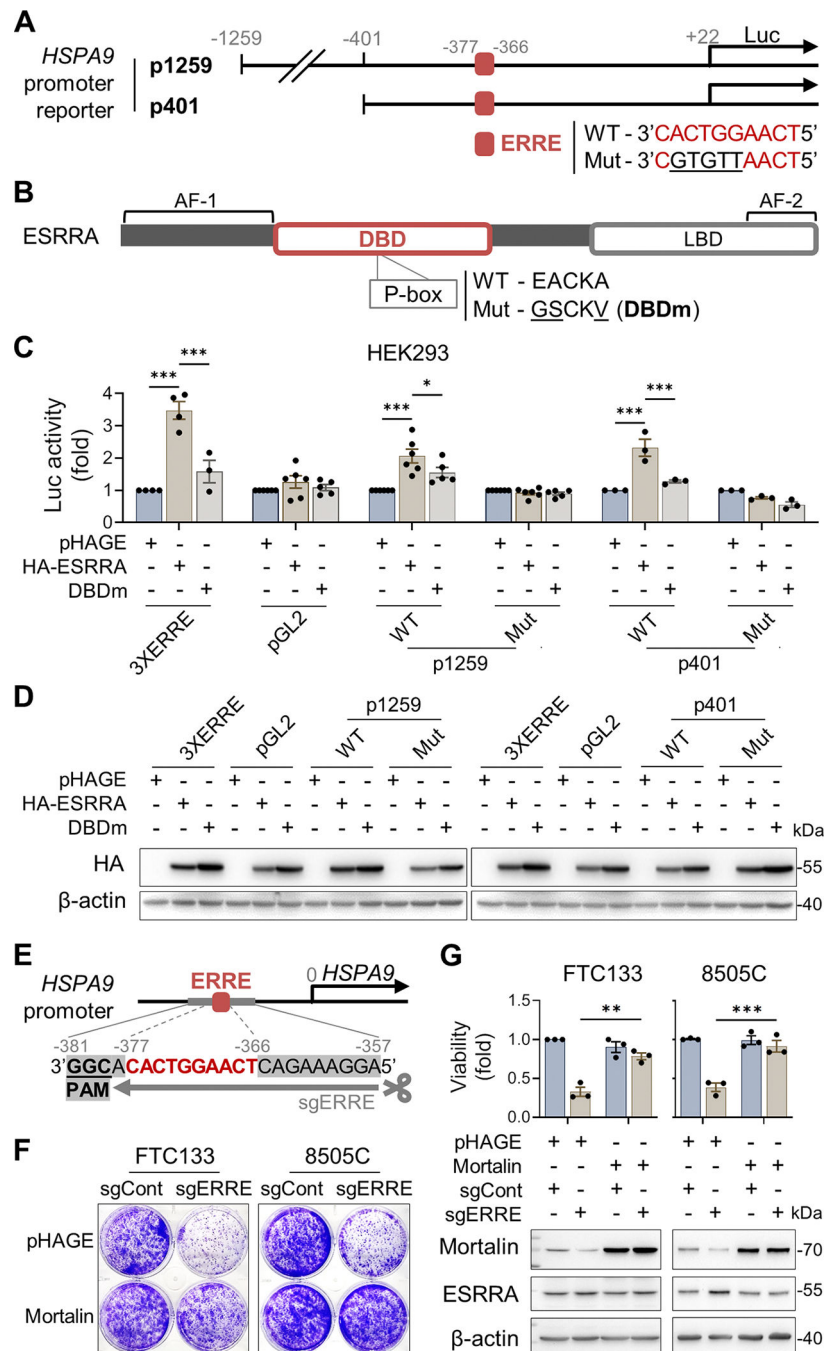 A
-1259 -401 -377 -366 +22 Luc
HSPA9 promoter reporter
p1259
p401
ERRE
WT - 3'CACTGGAACT5'
Mut - 3'CGTGTTAACT5'
B
AF-1 AF-2
ESRRA DBD LBD
P-box
WT - EACKA
Mut - GSCKV (DBDm)
C
HEK293
Luc activity (fold)
4
3
2
1
0
*** *** *** * *** ***
pHAGE + - - + - - + - - + - - + - - + - -
HA-ESRRA - + - - + - - + - - + - - + - - + -
DBDm - - + - - + - - + - - + - - + - - +
3XERRE pGL2 WT Mut WT Mut
p1259 p401
D
p1259 p401
3XERRE pGL2 WT Mut 3XERRE pGL2 WT Mut
pHAGE + - - + - - + - - + - - + - - + - - + - - + - -
HA-ESRRA - + - - + - - + - - + - - + - - + - - + - - + -
DBDm - - + - - + - - + - - + - - + - - + - - + - - + kDa
HA -55
β-actin -40
E
HSPA9 promoter
ERRE 0 HSPA9
-381 -377 -366 -357
3'GGCACACTGGAACTCAGAAAGGA5'
PAM sgERRE
F
FTC133 8505C
sgCont sgERRE sgCont sgERRE
pHAGE
Mortalin
G
FTC133 8505C
Viability (fold)
1.5
1.0
0.5
0.0
** ***
pHAGE + + - - + + - -
Mortalin - - + + - - + +
sgCont + - + - + - + -
sgERRE - + - + - + - + kDa
Mortalin -70
ESRRA -55
β-actin -40